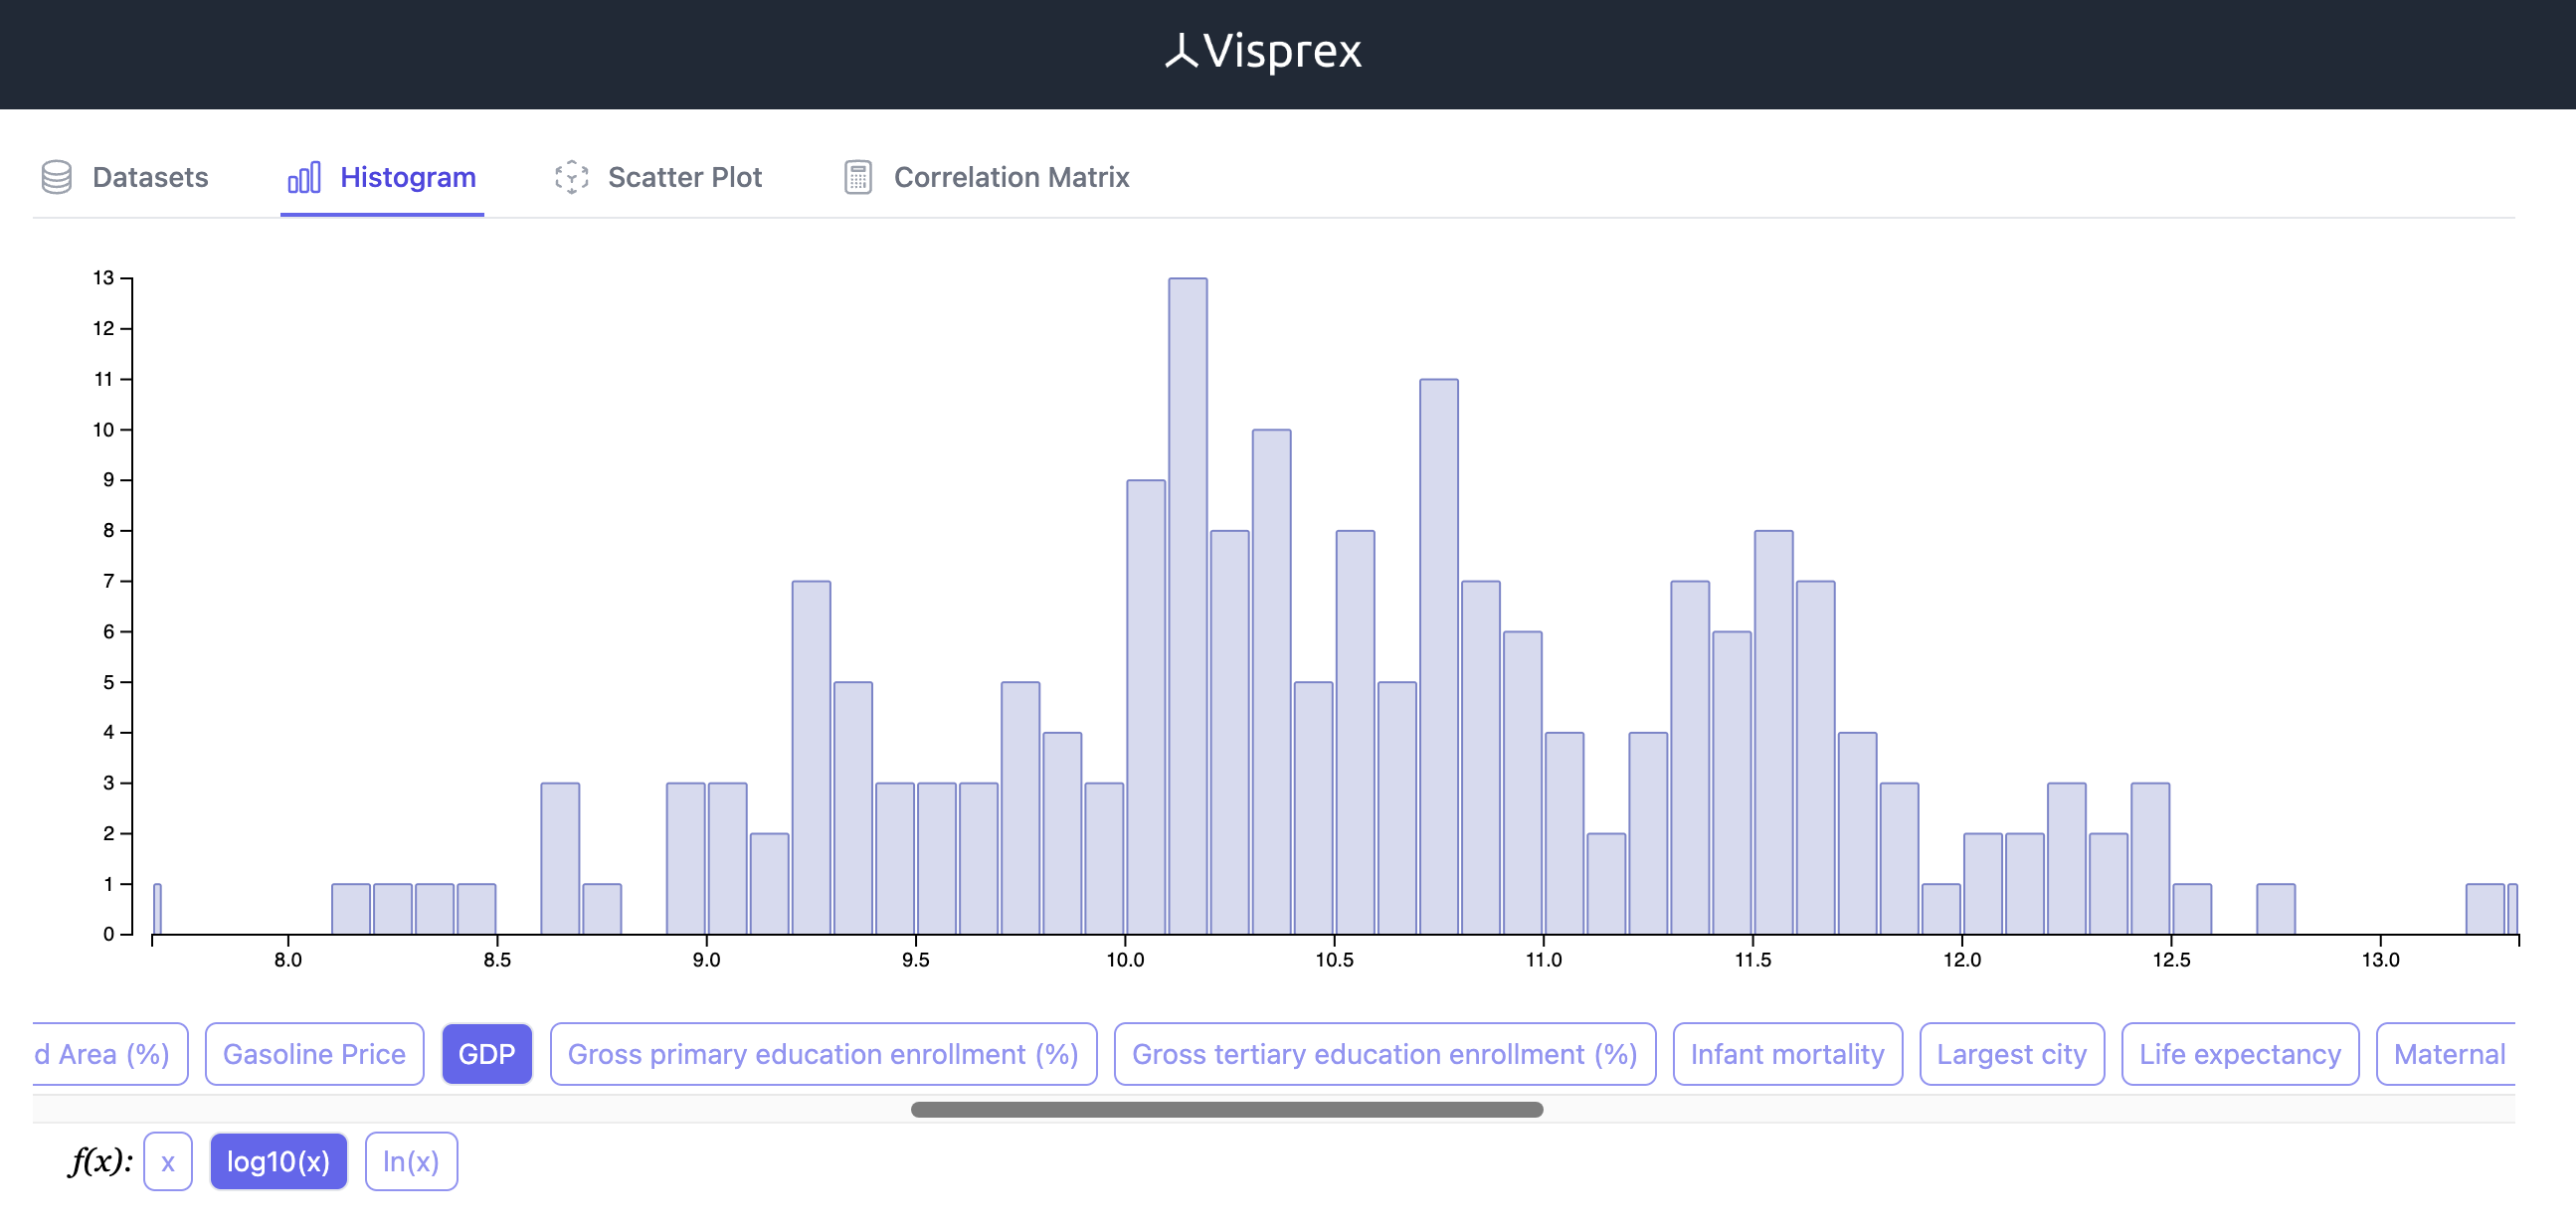 Visprex
Datasets Histogram Scatter Plot Correlation Matrix
13
12
11
10
9
8
7
6
5
4
3
2
1
0
8.0 8.5 9.0 9.5 10.0 10.5 11.0 11.5 12.0 12.5 13.0
d Area (%) Gasoline Price GDP Gross primary education enrollment (%) Gross tertiary education enrollment (%) Infant mortality Largest city Life expectancy Maternal
f(x): x log10(x) ln(x)